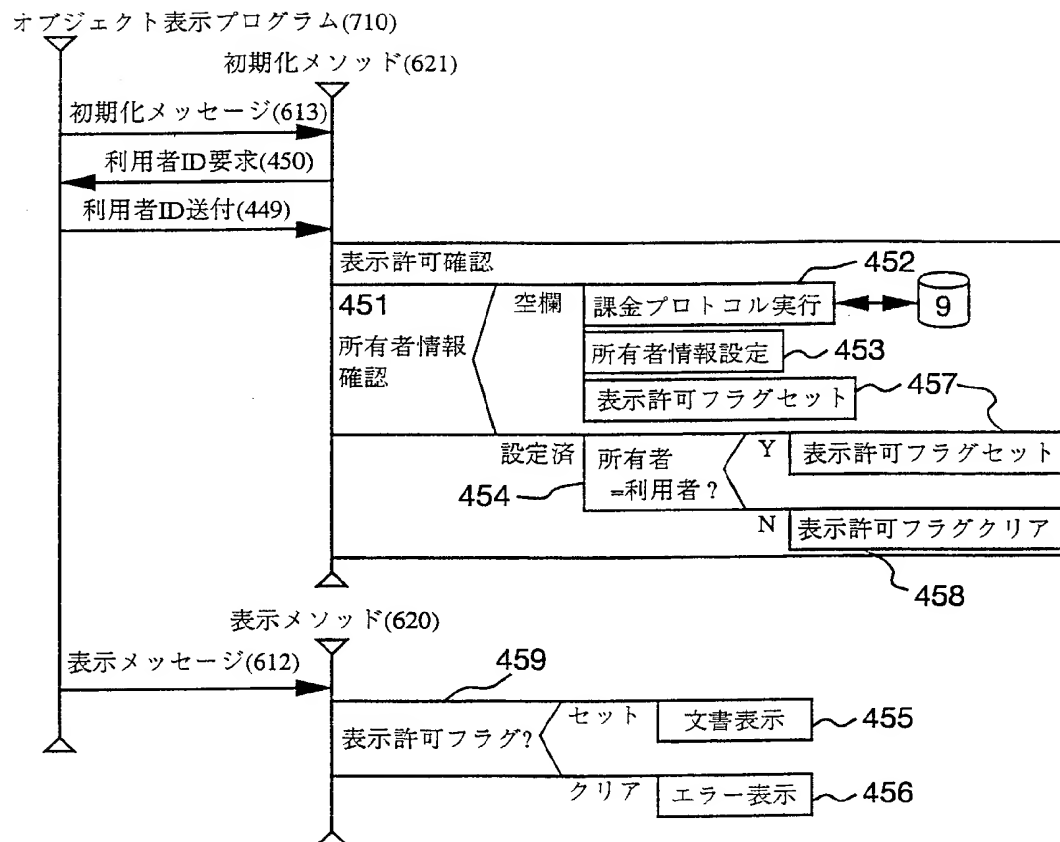 オブジェクト表示プログラム(710)
初期化メソッド(621)
初期化メッセージ(613)
利用者ID要求(450)
利用者ID送付(449)
表示許可確認
452
451
空欄
課金プロトコル実行
9
所有者情報
確認
所有者情報設定
453
457
表示許可フラグセット
設定済
所有者
=利用者?
454
Y
表示許可フラグセット
N
表示許可フラグクリア
458
表示メソッド(620)
表示メッセージ(612)
459
表示許可フラグ?
セット
文書表示
455
クリア
エラー表示
456